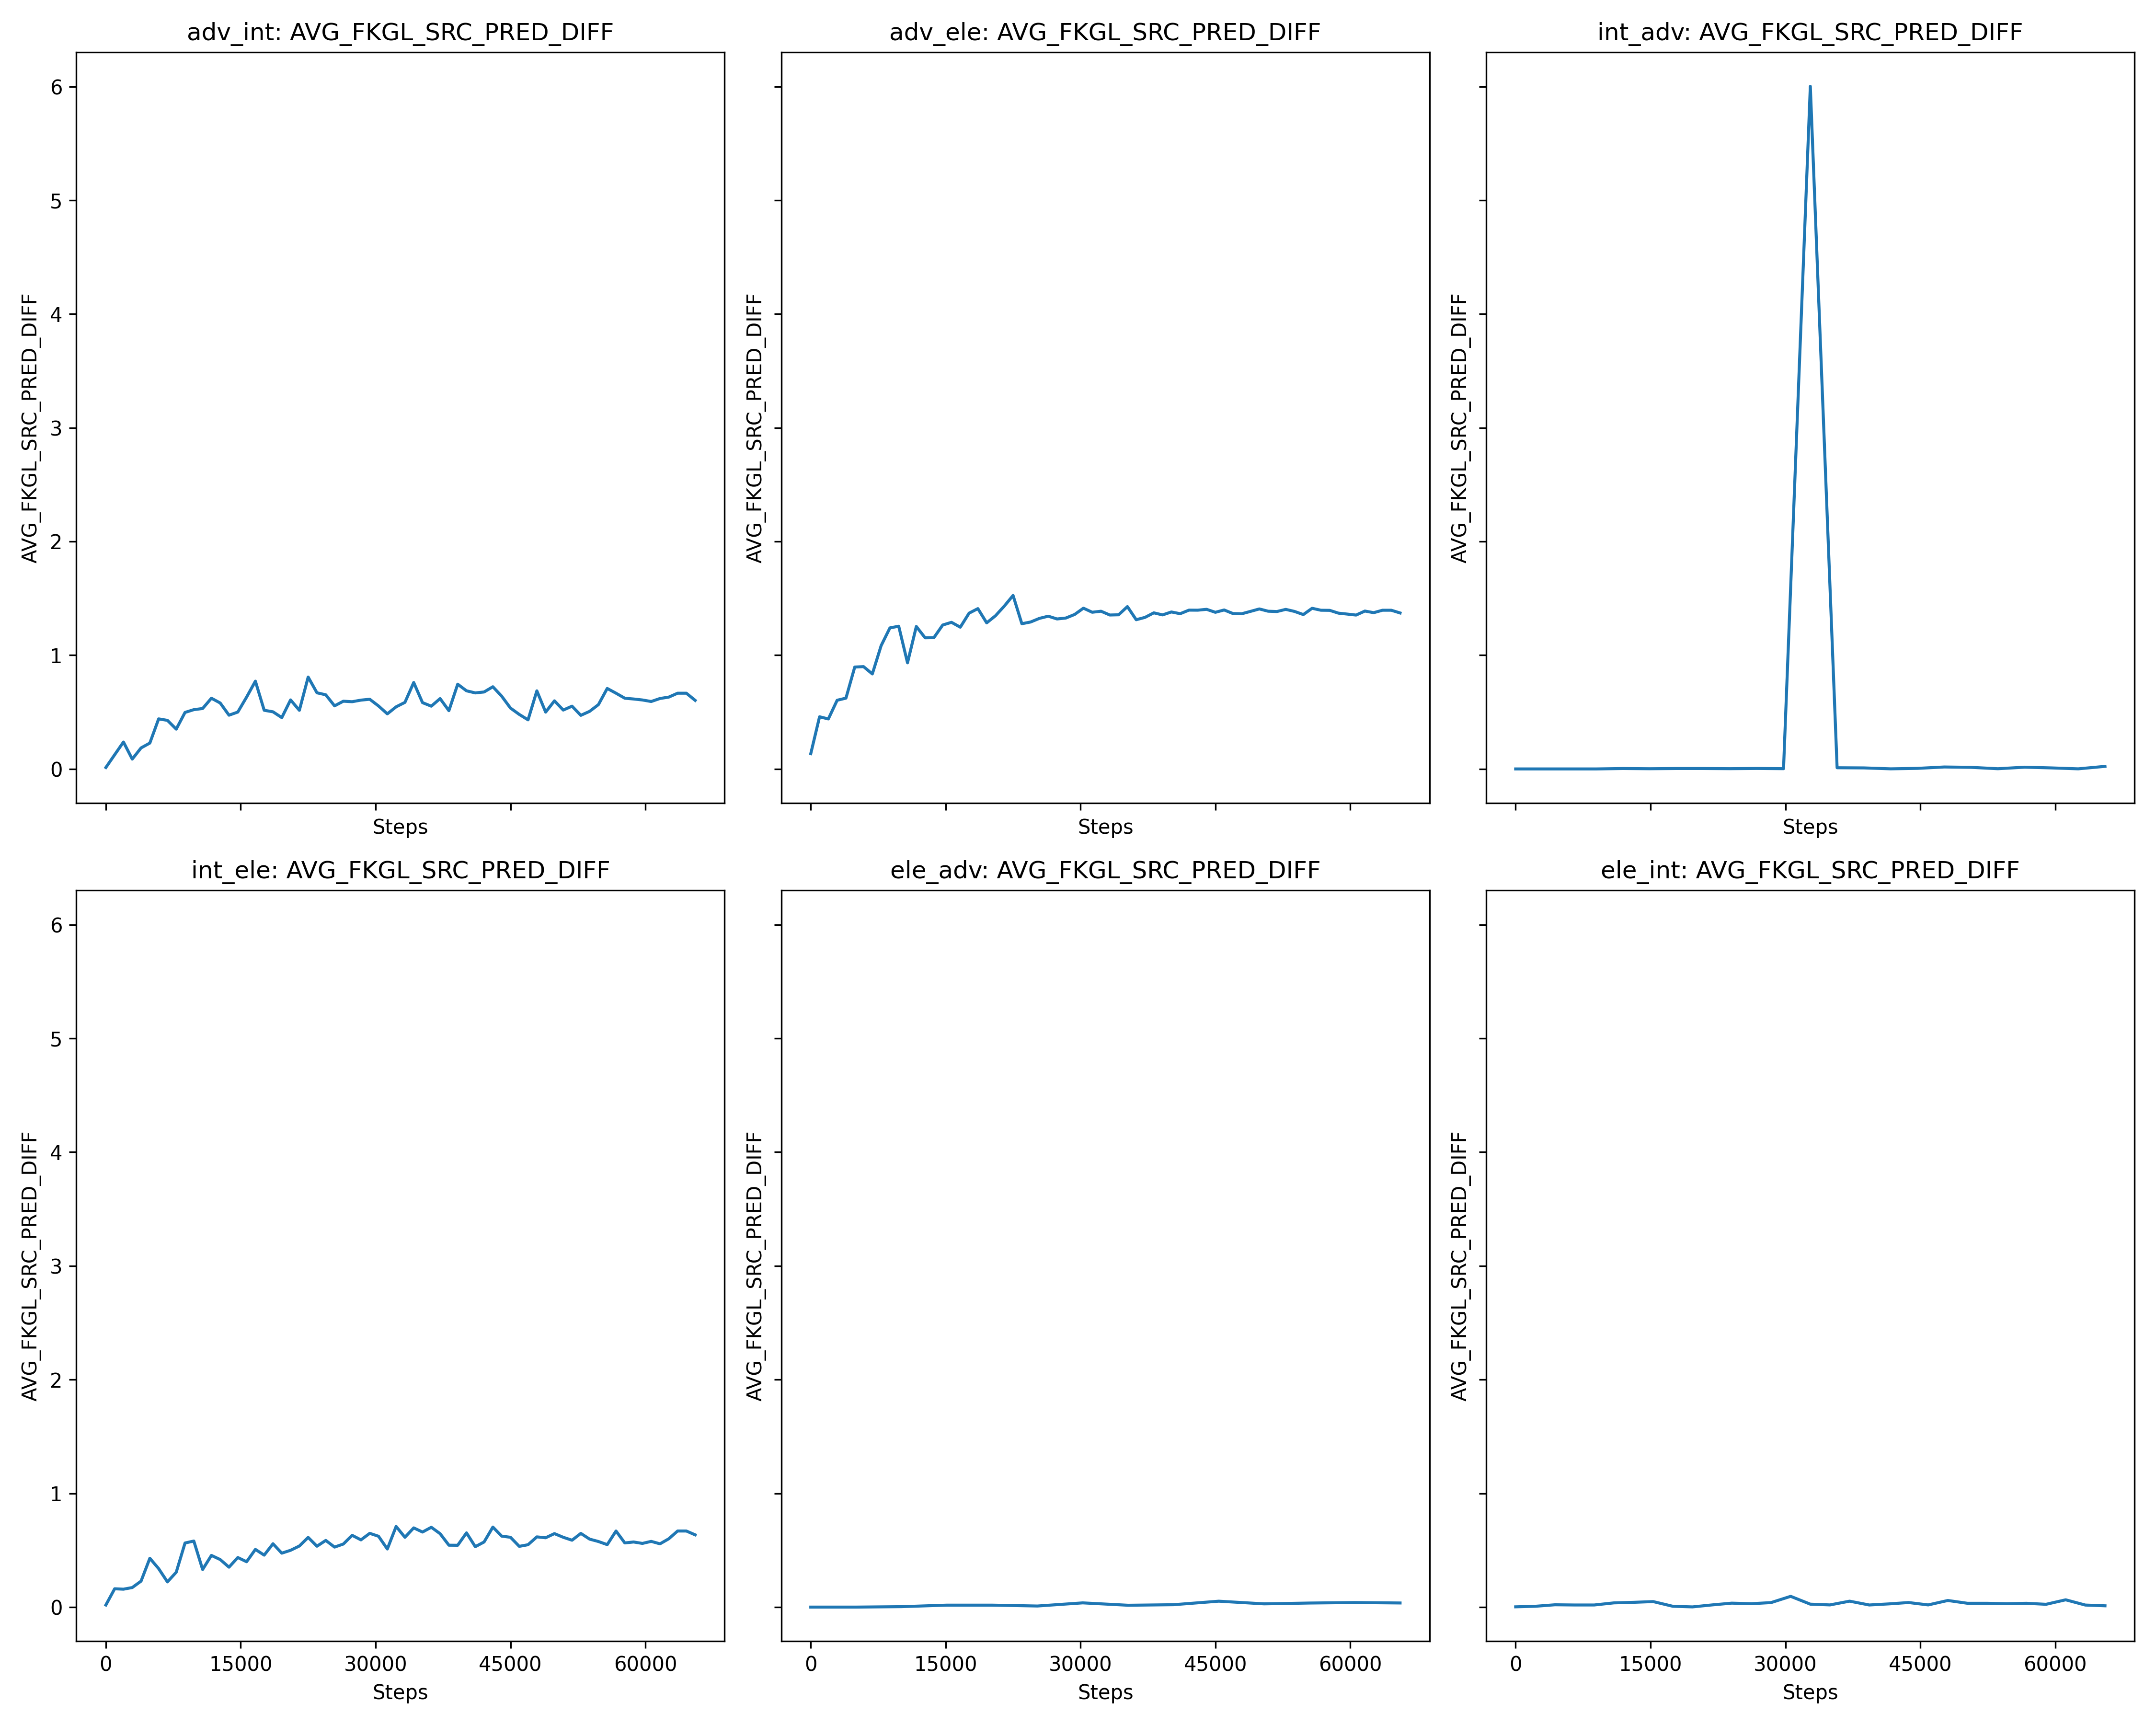 adv_int: AVG_FKGL_SRC_PRED_DIFF
AVG_FKGL_SRC_PRED_DIFF
6
5
4
3
2
1
0
Steps
adv_ele: AVG_FKGL_SRC_PRED_DIFF
AVG_FKGL_SRC_PRED_DIFF
Steps
int_adv: AVG_FKGL_SRC_PRED_DIFF
AVG_FKGL_SRC_PRED_DIFF
Steps
int_ele: AVG_FKGL_SRC_PRED_DIFF
AVG_FKGL_SRC_PRED_DIFF
6
5
4
3
2
1
0
0 15000 30000 45000 60000
Steps
ele_adv: AVG_FKGL_SRC_PRED_DIFF
AVG_FKGL_SRC_PRED_DIFF
0 15000 30000 45000 60000
Steps
ele_int: AVG_FKGL_SRC_PRED_DIFF
AVG_FKGL_SRC_PRED_DIFF
0 15000 30000 45000 60000
Steps